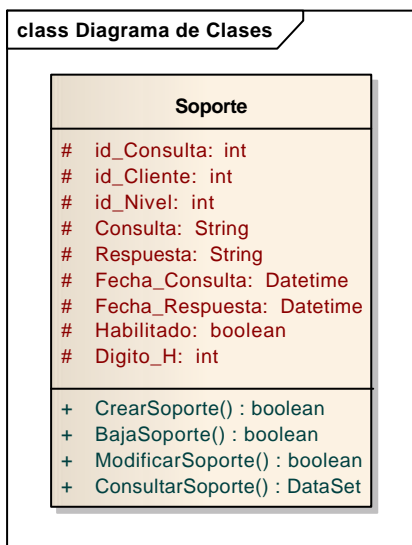 class Diagrama de Clases
Soporte
# id_Consulta: int
# id_Cliente: int
# id_Nivel: int
# Consulta: String
# Respuesta: String
# Fecha_Consulta: Datetime
# Fecha_Respuesta: Datetime
# Habilitado: boolean
# Digito_H: int
+ CrearSoporte() : boolean
+ BajaSoporte() : boolean
+ ModificarSoporte() : boolean
+ ConsultarSoporte() : DataSet